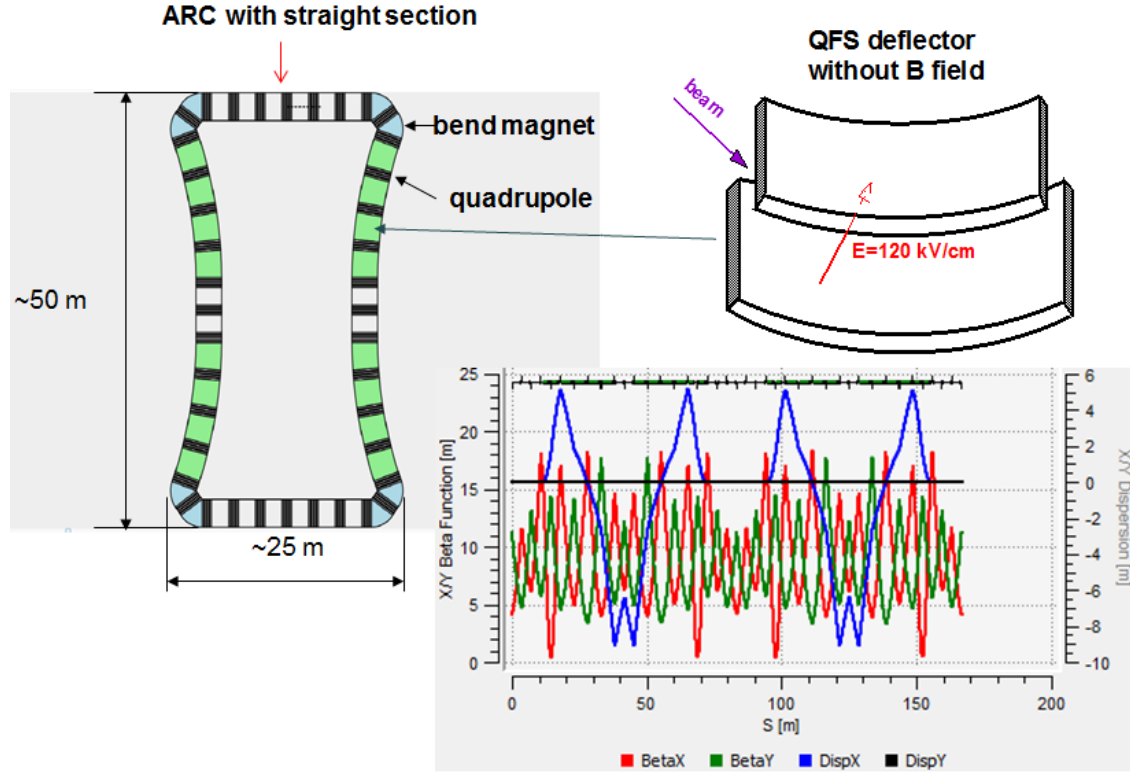 ARC with straight section
QFS deflector
without B field
beam
bend magnet
quadrupole
E=120 kV/cm
~50 m
~25 m
25
20
15
10
5
0
X/Y Beta Function [m]
6
4
2
0
-2
-4
-6
-8
-10
X/Y Dispersion [m]
0
50
100
150
200
S [m]
BetaX
BetaY
DispX
DispY